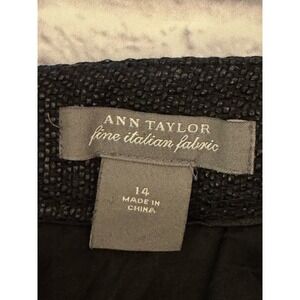 ANN TAYLOR
fine italian fabric
14
MADE IN
CHINA